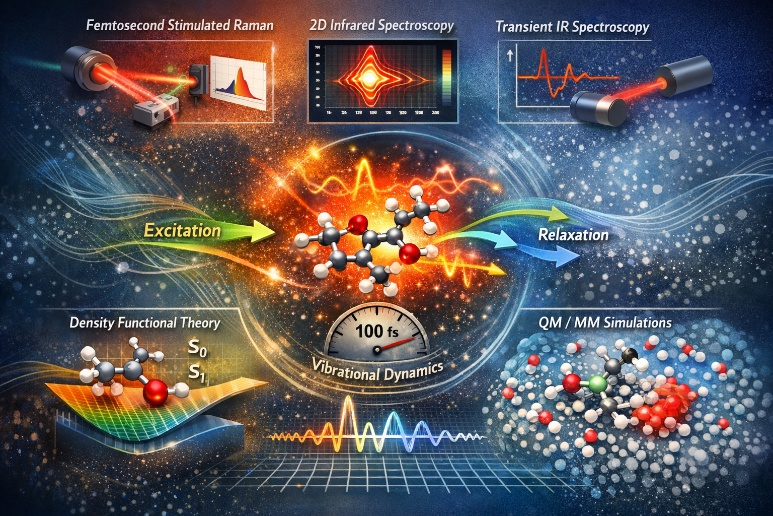 Femtosecond Stimulated Raman
2D Infrared Spectroscopy
Transient IR Spectroscopy
Excitation
Relaxation
Density Functional Theory
S₀
S₁
100 fs
Vibrational Dynamics
QM / MM Simulations